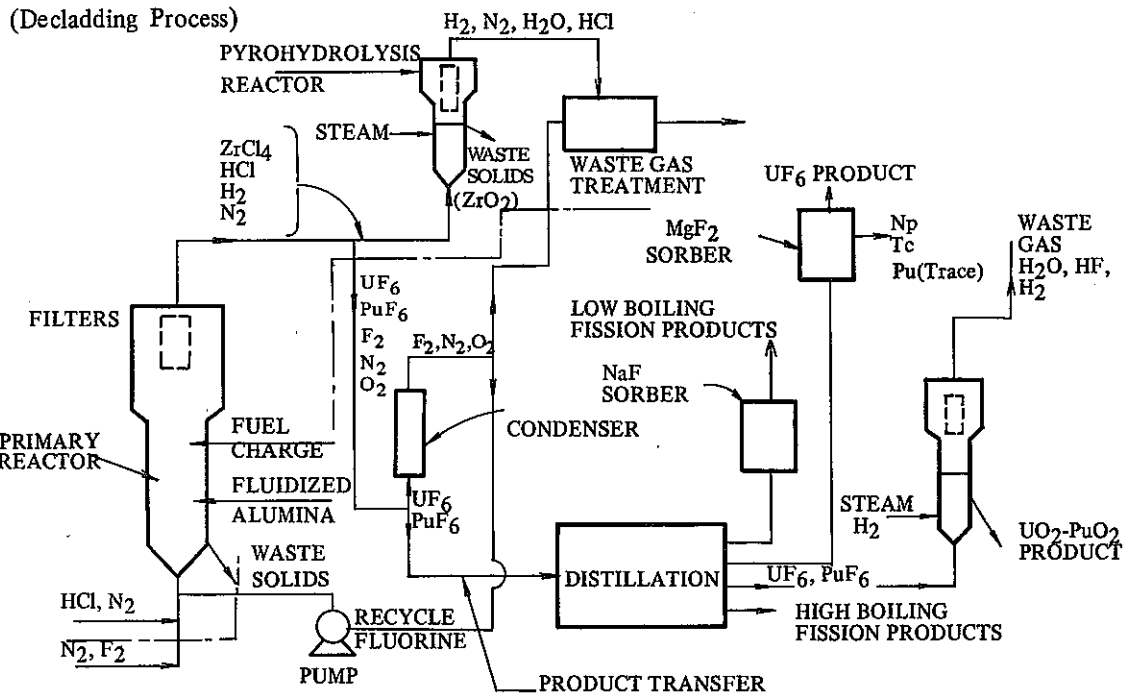 (Decladding Process)
H2, N2, H2O, HCl
PYROHYDROLYSIS
REACTOR
STEAM
WASTE
SOLIDS
(ZrO2)
WASTE GAS
TREATMENT
ZrCl4
HCl
H2
N2
UF6 PRODUCT
MgF2
SORBER
Np
Tc
Pu(Trace)
WASTE
GAS
H2O, HF,
H2
FILTERS
UF6
PuF6
F2
N2
O2
F2, N2, O2
LOW BOILING
FISSION PRODUCTS
NaF
SORBER
CONDENSER
FUEL
CHARGE
PRIMARY
REACTOR
FLUIDIZED
ALUMINA
UF6
PuF6
STEAM
H2
UO2-PuO2
PRODUCT
WASTE
SOLIDS
DISTILLATION
UF6, PuF6
HIGH BOILING
FISSION PRODUCTS
HCl, N2
N2, F2
RECYCLE
FLUORINE
PUMP
PRODUCT TRANSFER